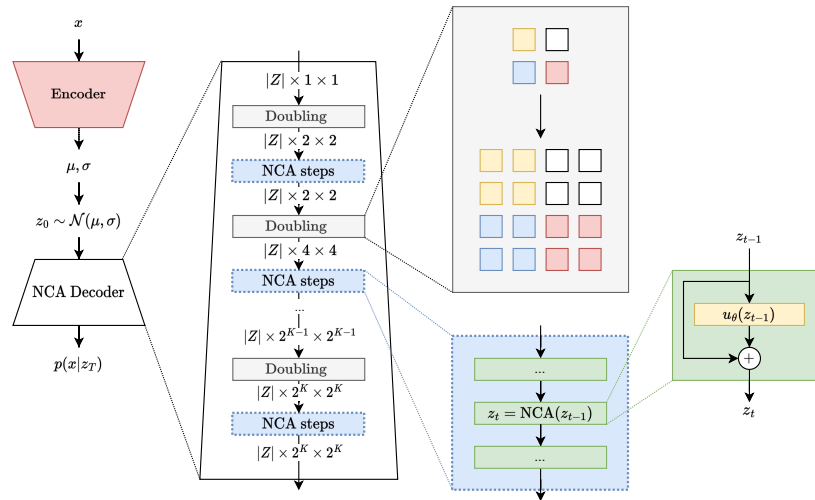 x
Encoder
μ, σ
z₀ ∼ 𝒩(μ, σ)
NCA Decoder
p(x|z_T)
|Z| × 1 × 1
Doubling
|Z| × 2 × 2
NCA steps
|Z| × 2 × 2
Doubling
|Z| × 4 × 4
NCA steps
...
|Z| × 2^{K−1} × 2^{K−1}
Doubling
|Z| × 2^K × 2^K
NCA steps
|Z| × 2^K × 2^K
...
z_t = NCA(z_{t−1})
...
z_{t−1}
u_θ(z_{t−1})
+
z_t